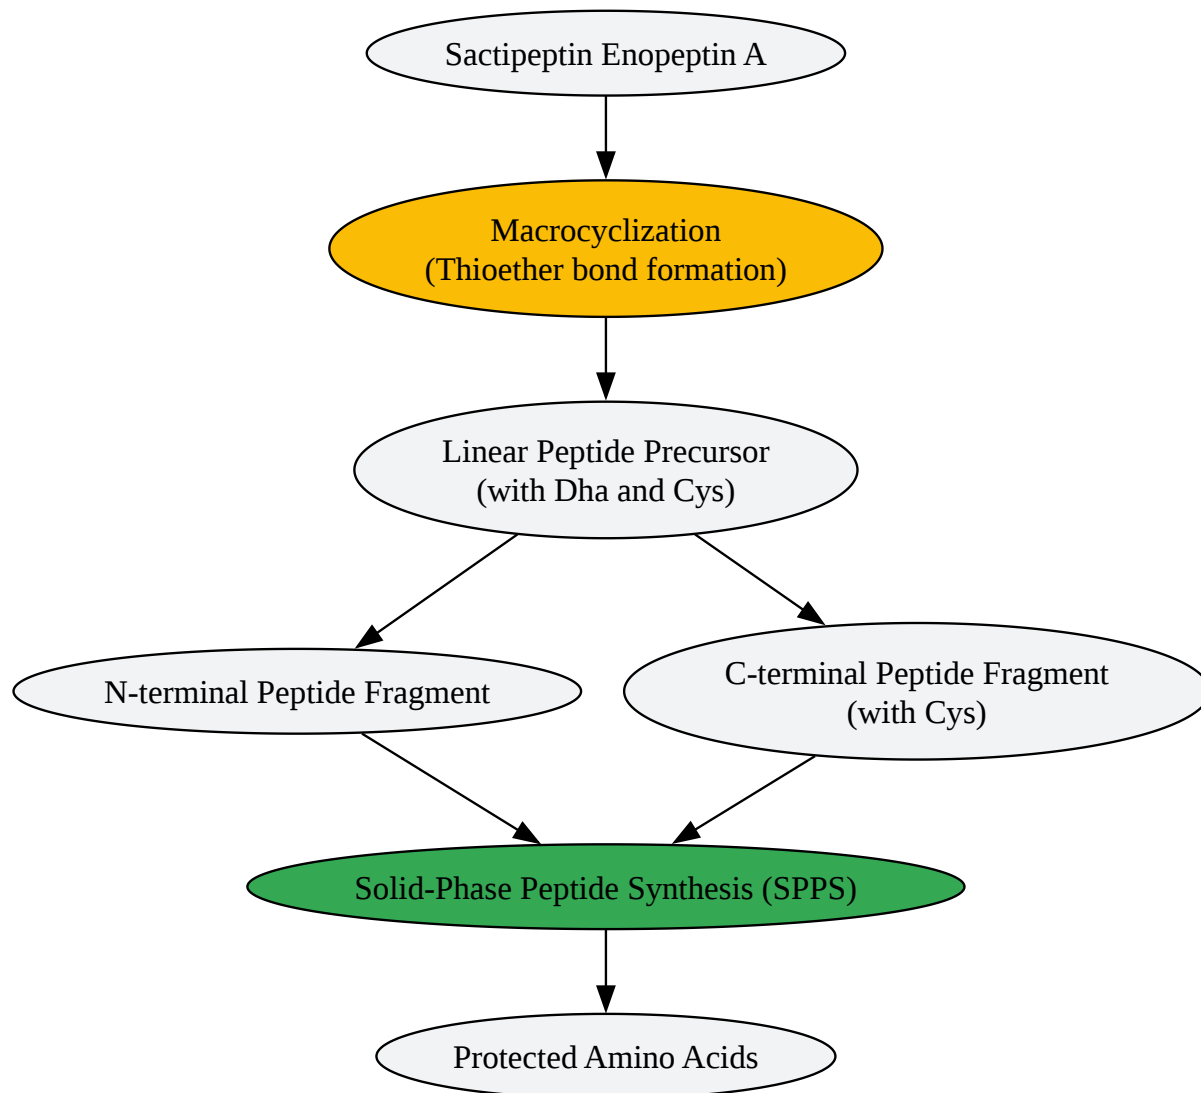 Sactipeptin Enopeptin A
Macrocyclization
(Thioether bond formation)
Linear Peptide Precursor
(with Dha and Cys)
N-terminal Peptide Fragment
C-terminal Peptide Fragment
(with Cys)
Solid-Phase Peptide Synthesis (SPPS)
Protected Amino Acids